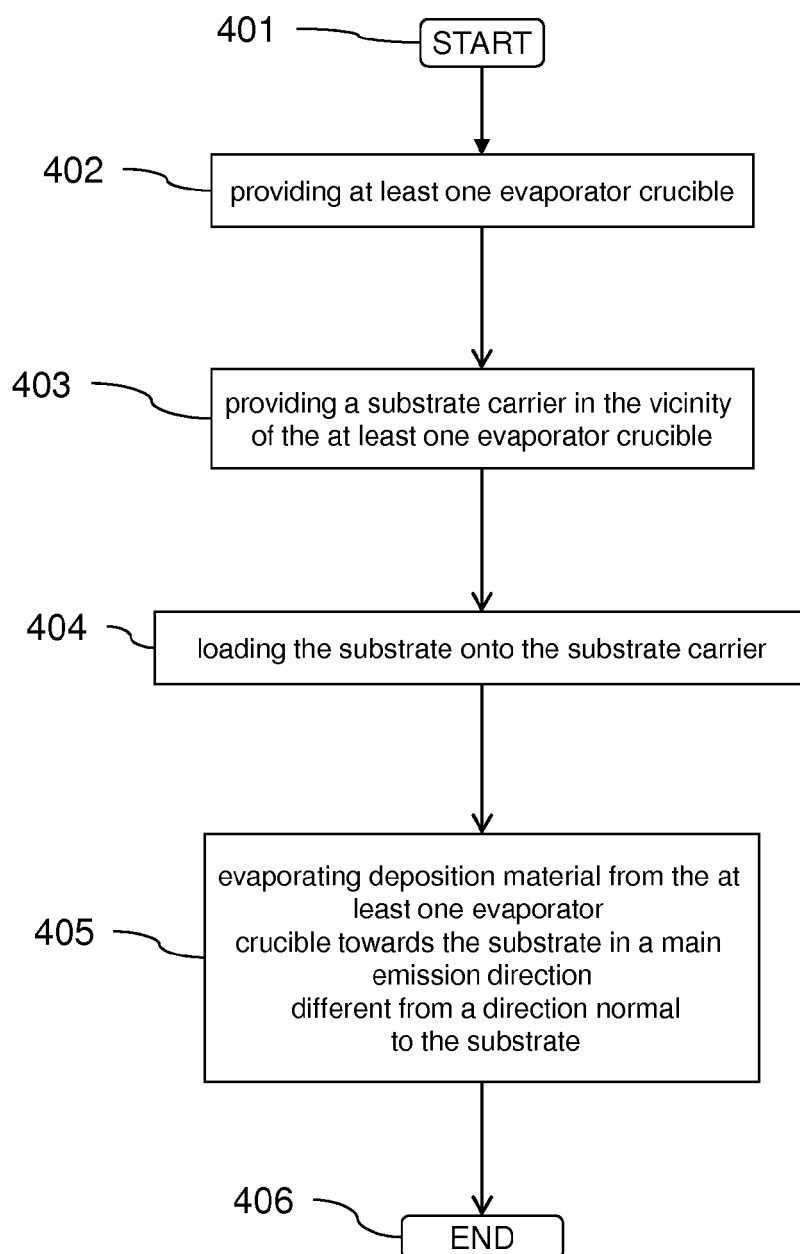 401
START
402
providing at least one evaporator crucible
403
providing a substrate carrier in the vicinity
of the at least one evaporator crucible
404
loading the substrate onto the substrate carrier
405
evaporating deposition material from the at
least one evaporator
crucible towards the substrate in a main
emission direction
different from a direction normal
to the substrate
406
END